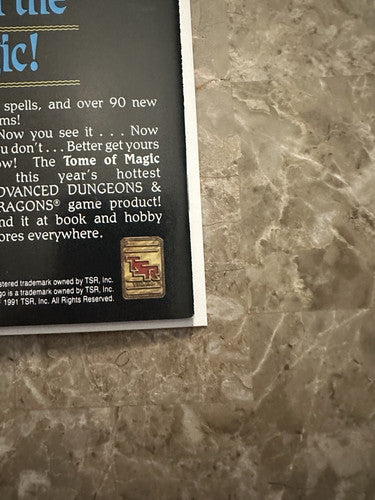 the
ic!
spells, and over 90 new
ms!
Now you see it . . . Now
u don't . . . Better get yours
ow! The Tome of Magic
this year's hottest
DVANCED DUNGEONS &
RAGONS® game product!
nd it at book and hobby
ores everywhere.
stered trademark owned by TSR, Inc.
go is a trademark owned by TSR, Inc.
1991 TSR, Inc. All Rights Reserved.
TSR